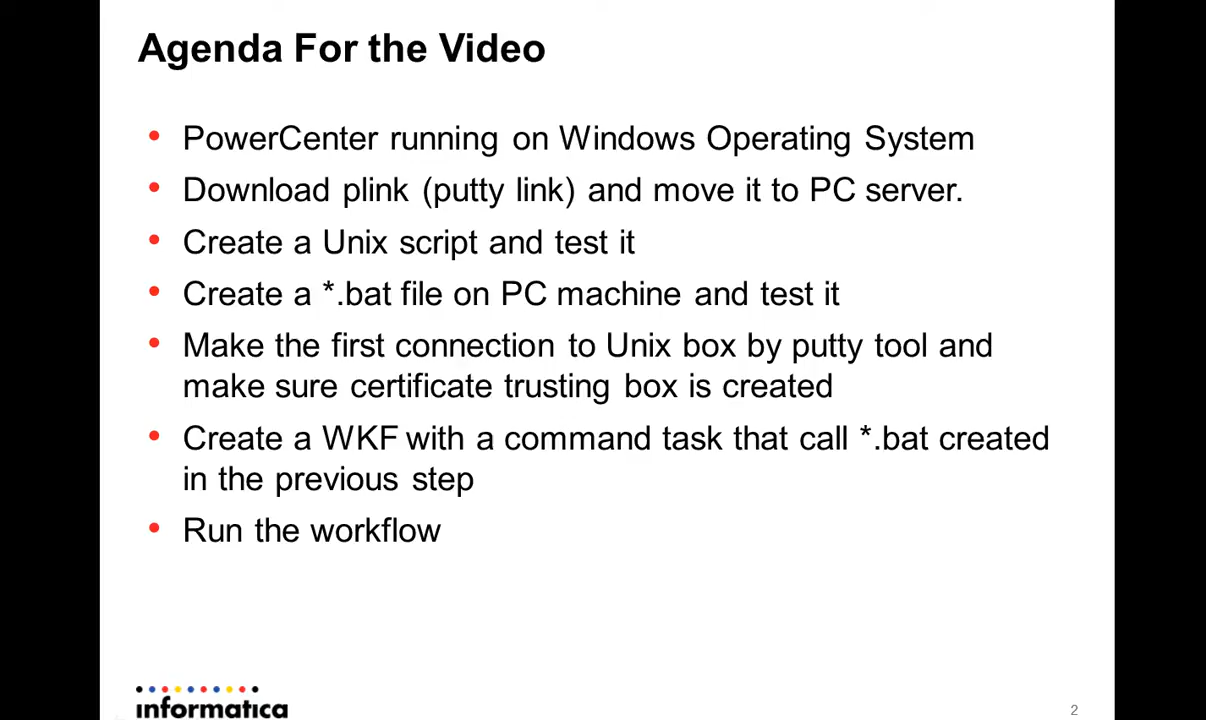 Agenda For the Video
• PowerCenter running on Windows Operating System
• Download plink (putty link) and move it to PC server.
• Create a Unix script and test it
• Create a *.bat file on PC machine and test it
• Make the first connection to Unix box by putty tool and
make sure certificate trusting box is created
• Create a WKF with a command task that call *.bat created
in the previous step
• Run the workflow
informatica
2